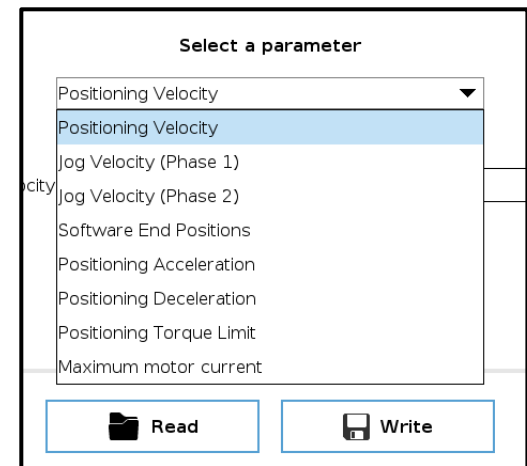 Select a parameter
Positioning Velocity
Positioning Velocity
Jog Velocity (Phase 1)
ocity
Jog Velocity (Phase 2)
Software End Positions
Positioning Acceleration
Positioning Deceleration
Positioning Torque Limit
Maximum motor current
Read
Write